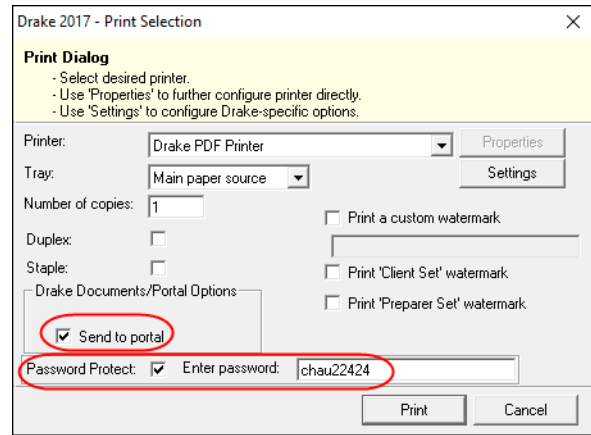 Drake 2017 - Print Selection
Print Dialog
- Select desired printer.
- Use 'Properties' to further configure printer directly.
- Use 'Settings' to configure Drake-specific options.
Printer: Drake PDF Printer Properties
Tray: Main paper source Settings
Number of copies: 1 Print a custom watermark
Duplex:
Staple: Print 'Client Set' watermark
Drake Documents/Portal Options Print 'Preparer Set' watermark
Send to portal
Password Protect: Enter password: chau22424
Print Cancel